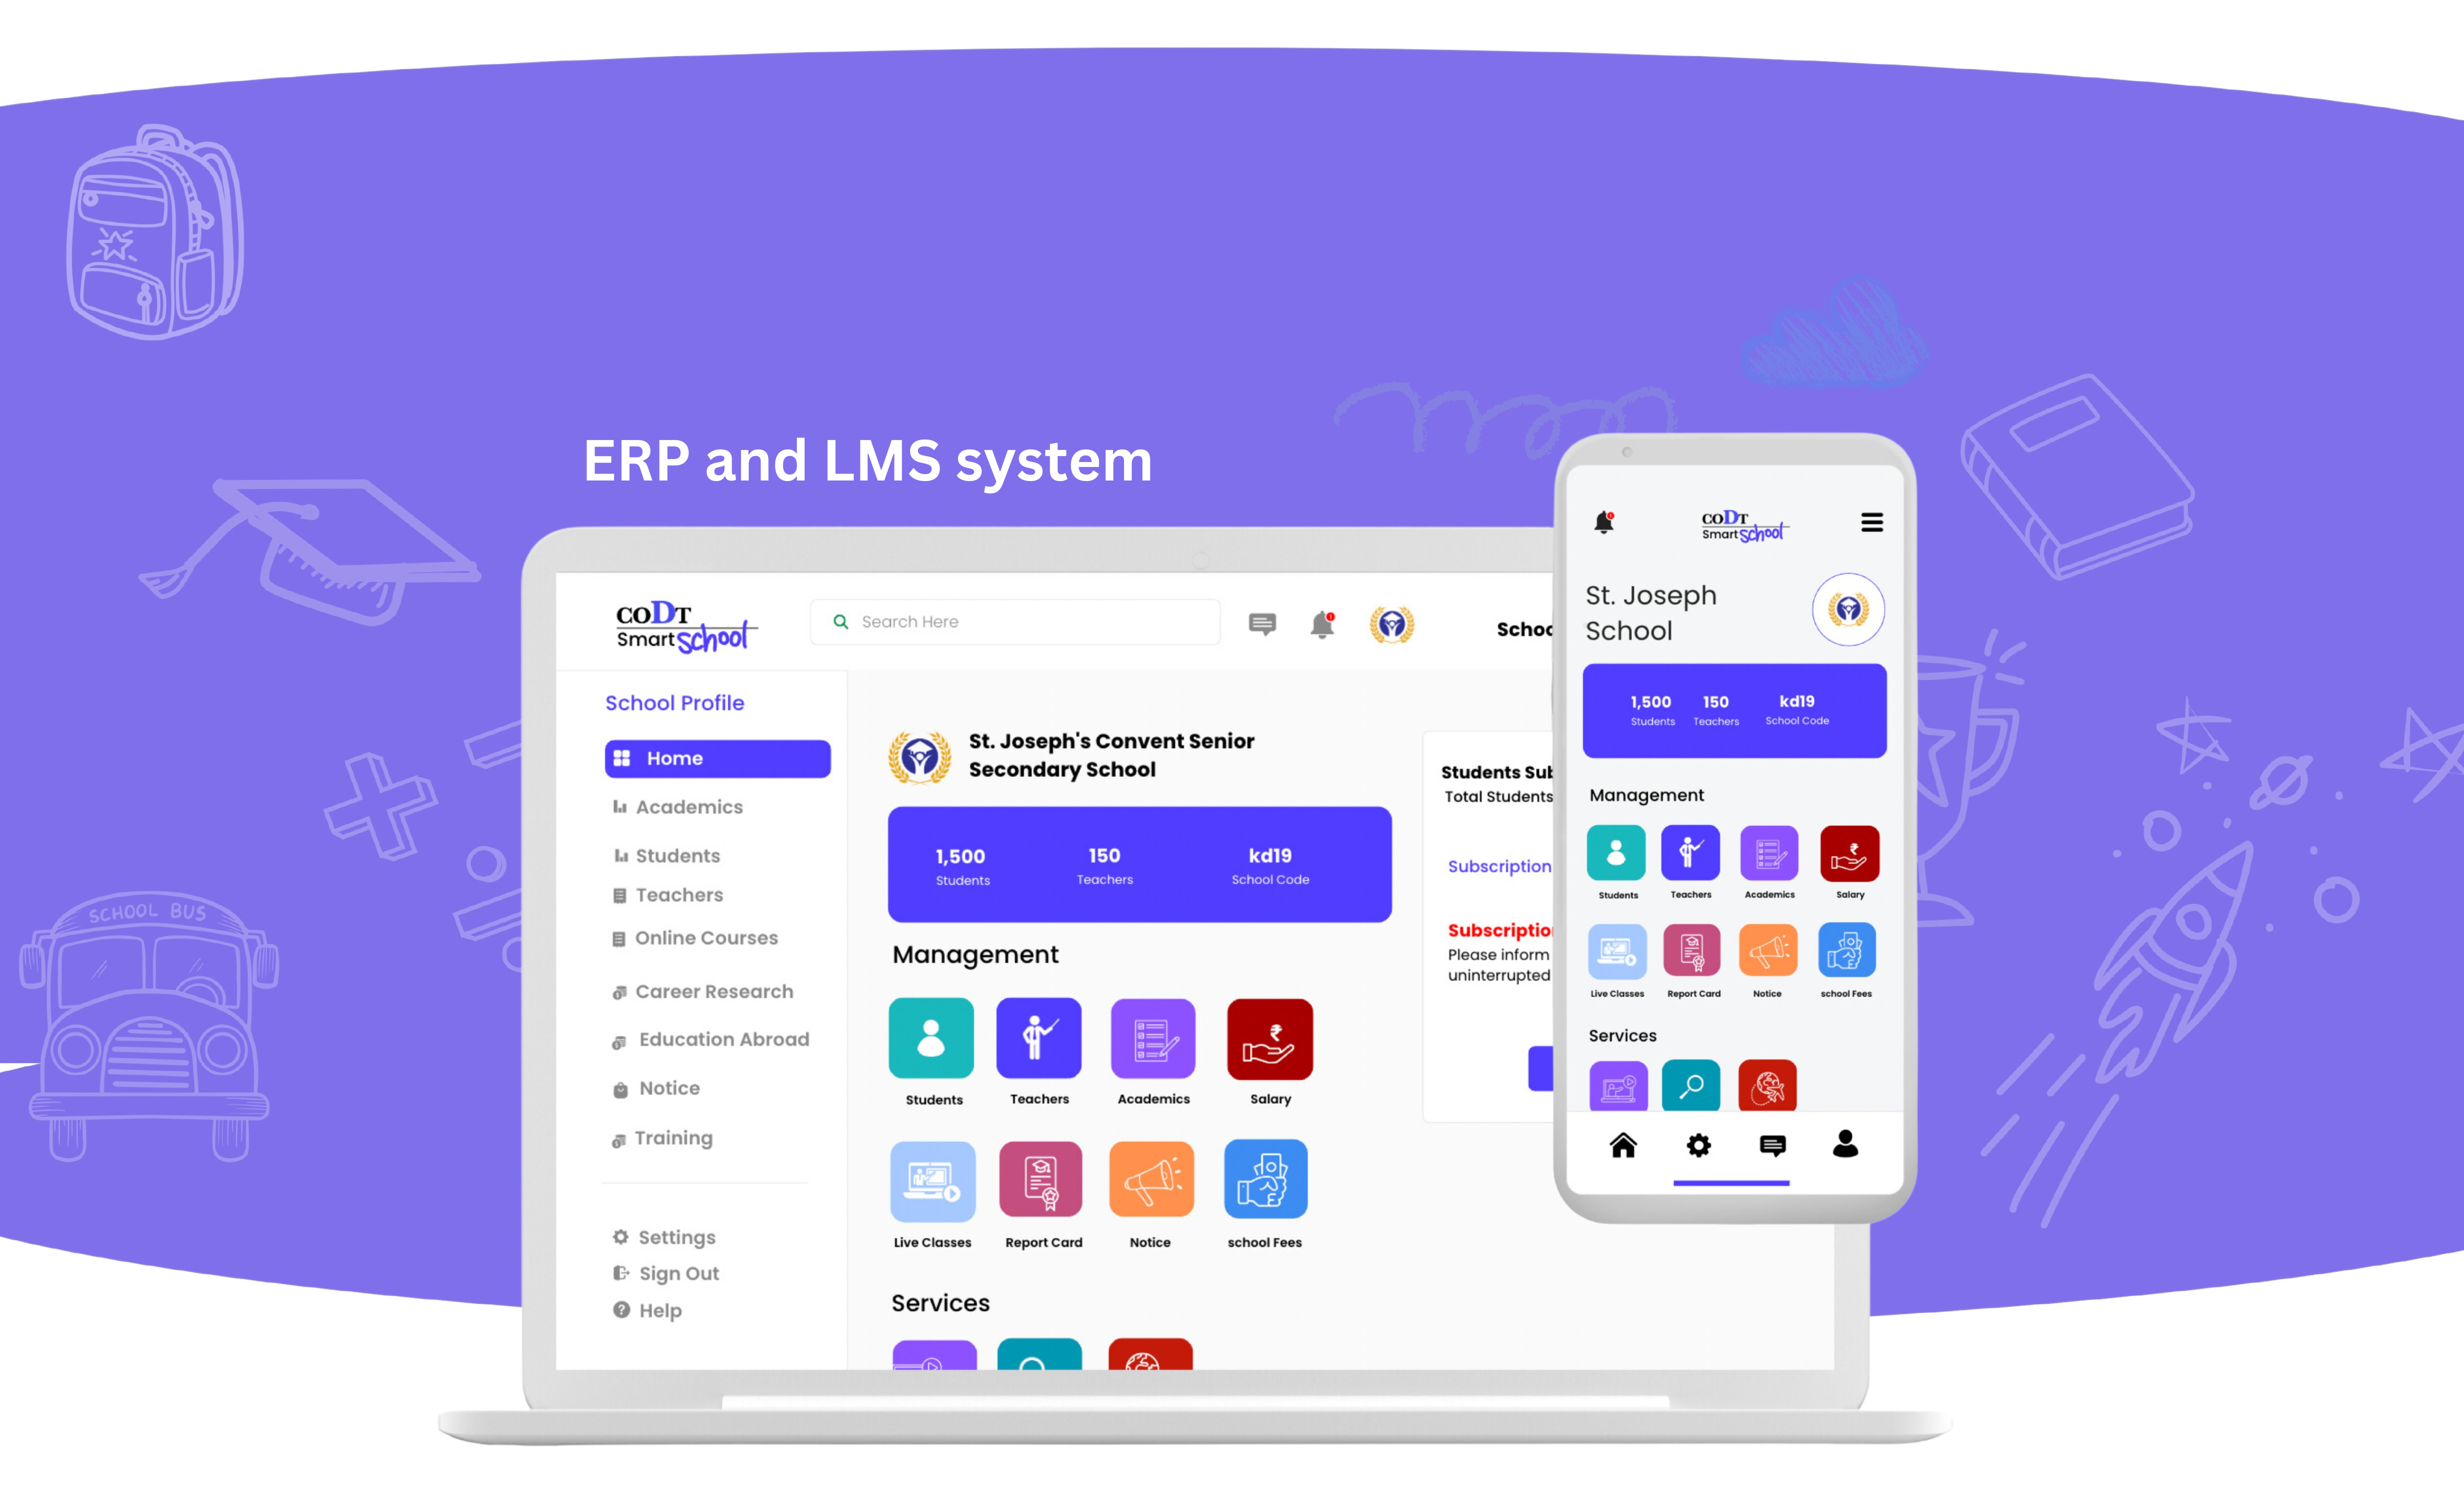 ERP and LMS system
CODT
Smart School
Search Here
School Profile
Home
Academics
Students
Teachers
Online Courses
Career Research
Education Abroad
Notice
Training
Settings
Sign Out
Help
St. Joseph's Convent Senior
Secondary School
1,500 150 kd19
Students Teachers School Code
Management
Students Teachers Academics Salary
Live Classes Report Card Notice school Fees
Services
Students
Total Students
Subscription
Please inform
uninterrupted
CODT
Smart School
St. Joseph
School
1,500 150 kd19
Students Teachers School Code
Management
Students Teachers Academics Salary
Live Classes Report Card Notice school Fees
Services
SCHOOL BUS